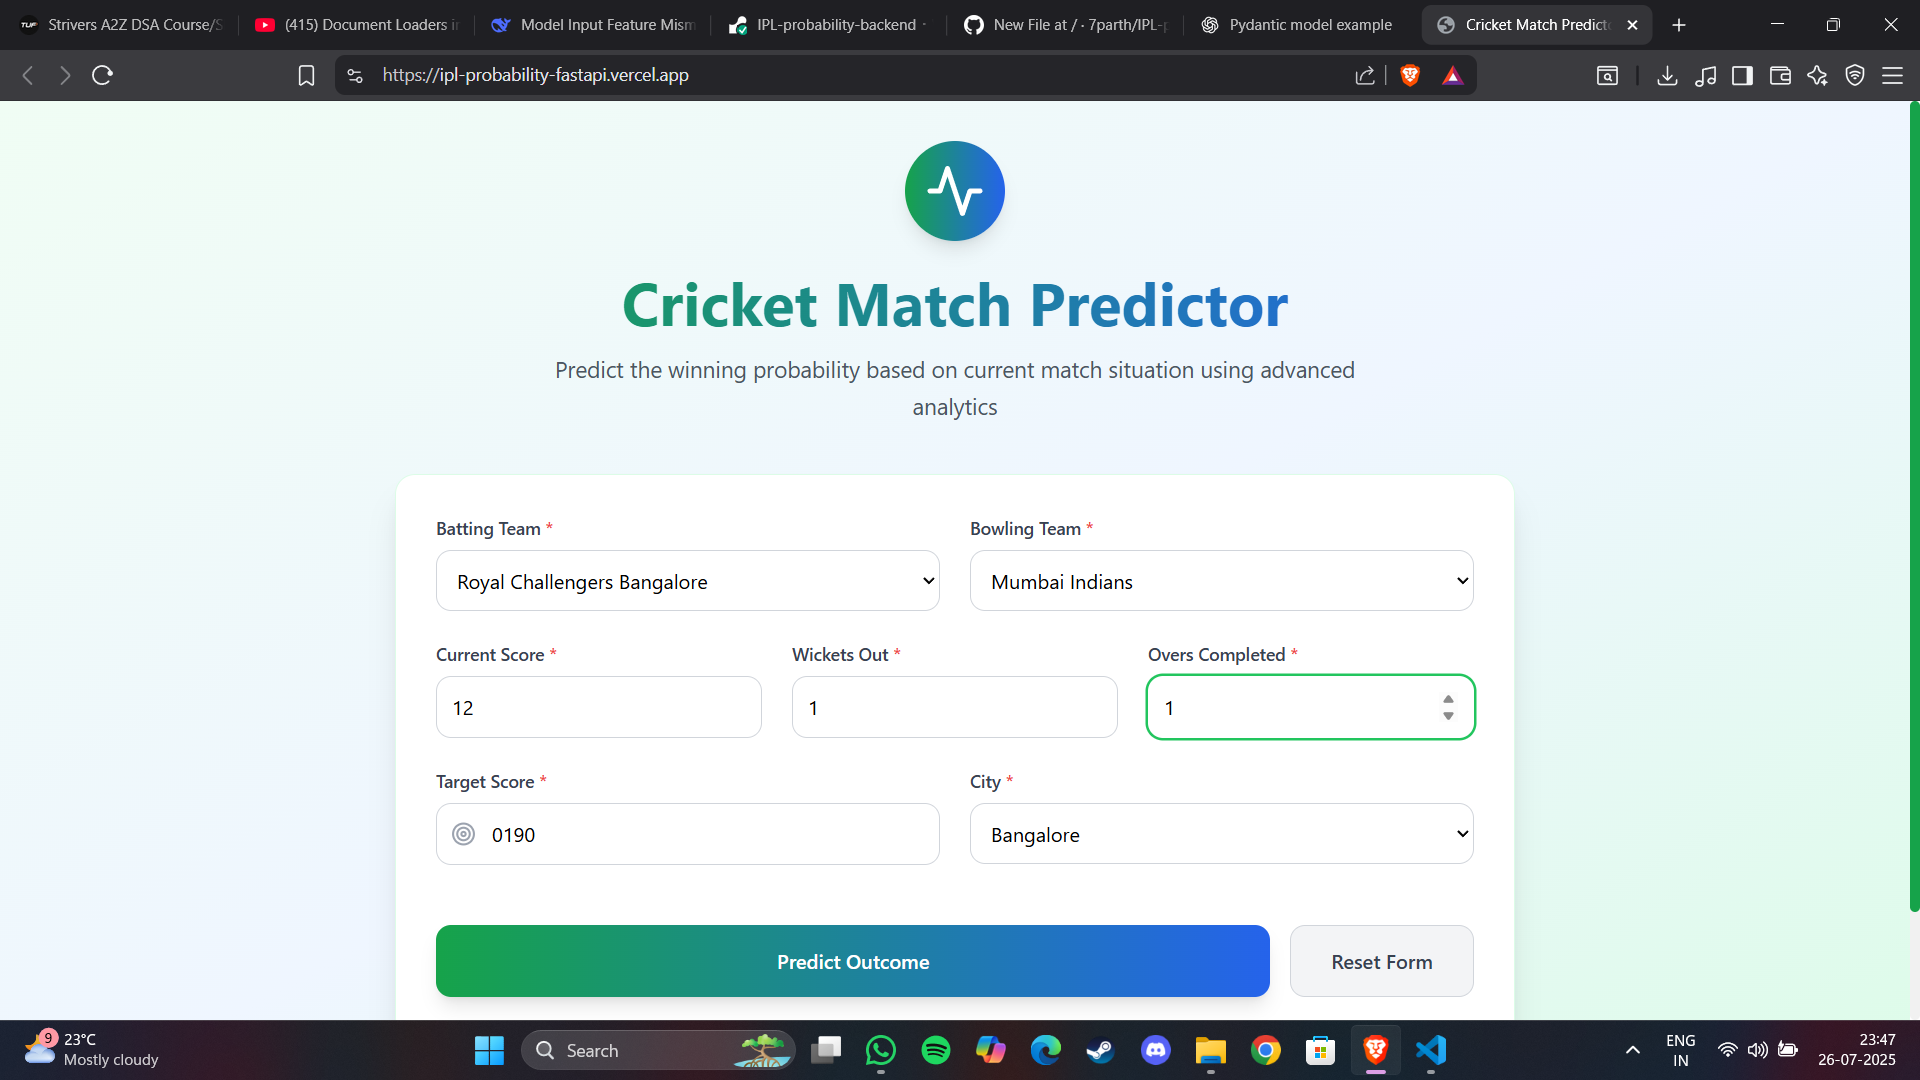 TUF
Strivers A2Z DSA Course/S
(415) Document Loaders in
Model Input Feature Mism
IPL-probability-backend ·
New File at / · 7parth/IPL-p
Pydantic model example
Cricket Match Predicto
https://ipl-probability-fastapi.vercel.app
Cricket Match Predictor
Predict the winning probability based on current match situation using advanced
analytics
Batting Team *
Bowling Team *
Royal Challengers Bangalore
Mumbai Indians
Current Score *
Wickets Out *
Overs Completed *
12
1
1
Target Score *
City *
0190
Bangalore
Predict Outcome
Reset Form
9
23°C
Mostly cloudy
Search
ENG
IN
23:47
26-07-2025